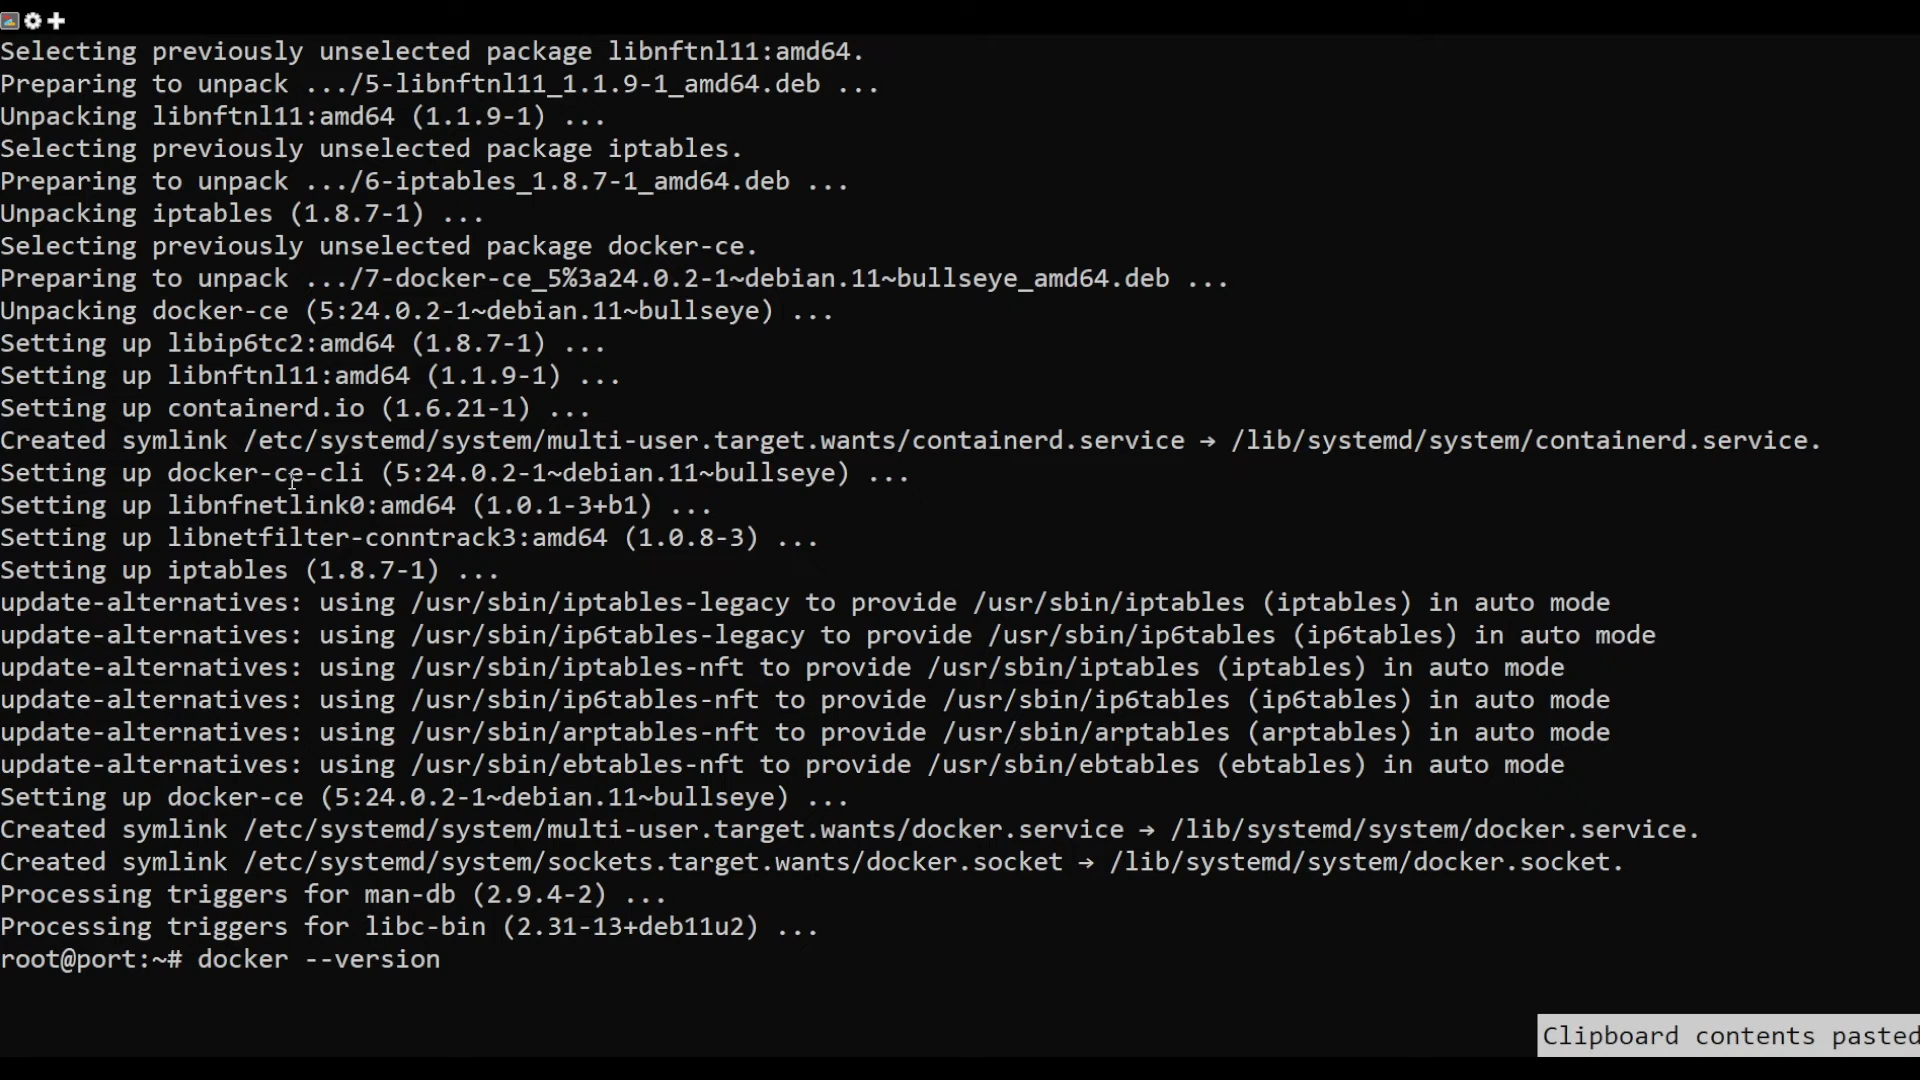 Selecting previously unselected package libnftnl11:amd64.
Preparing to unpack .../5-libnftnl11_1.1.9-1_amd64.deb ...
Unpacking libnftnl11:amd64 (1.1.9-1) ...
Selecting previously unselected package iptables.
Preparing to unpack .../6-iptables_1.8.7-1_amd64.deb ...
Unpacking iptables (1.8.7-1) ...
Selecting previously unselected package docker-ce.
Preparing to unpack .../7-docker-ce_5%3a24.0.2-1~debian.11~bullseye_amd64.deb ...
Unpacking docker-ce (5:24.0.2-1~debian.11~bullseye) ...
Setting up libip6tc2:amd64 (1.8.7-1) ...
Setting up libnftnl11:amd64 (1.1.9-1) ...
Setting up containerd.io (1.6.21-1) ...
Created symlink /etc/systemd/system/multi-user.target.wants/containerd.service → /lib/systemd/system/containerd.service.
Setting up docker-ce-cli (5:24.0.2-1~debian.11~bullseye) ...
Setting up libnfnetlink0:amd64 (1.0.1-3+b1) ...
Setting up libnetfilter-conntrack3:amd64 (1.0.8-3) ...
Setting up iptables (1.8.7-1) ...
update-alternatives: using /usr/sbin/iptables-legacy to provide /usr/sbin/iptables (iptables) in auto mode
update-alternatives: using /usr/sbin/ip6tables-legacy to provide /usr/sbin/ip6tables (ip6tables) in auto mode
update-alternatives: using /usr/sbin/iptables-nft to provide /usr/sbin/iptables (iptables) in auto mode
update-alternatives: using /usr/sbin/ip6tables-nft to provide /usr/sbin/ip6tables (ip6tables) in auto mode
update-alternatives: using /usr/sbin/arptables-nft to provide /usr/sbin/arptables (arptables) in auto mode
update-alternatives: using /usr/sbin/ebtables-nft to provide /usr/sbin/ebtables (ebtables) in auto mode
Setting up docker-ce (5:24.0.2-1~debian.11~bullseye) ...
Created symlink /etc/systemd/system/multi-user.target.wants/docker.service → /lib/systemd/system/docker.service.
Created symlink /etc/systemd/system/sockets.target.wants/docker.socket → /lib/systemd/system/docker.socket.
Processing triggers for man-db (2.9.4-2) ...
Processing triggers for libc-bin (2.31-13+deb11u2) ...
root@port:~# docker --version
Clipboard contents pasted